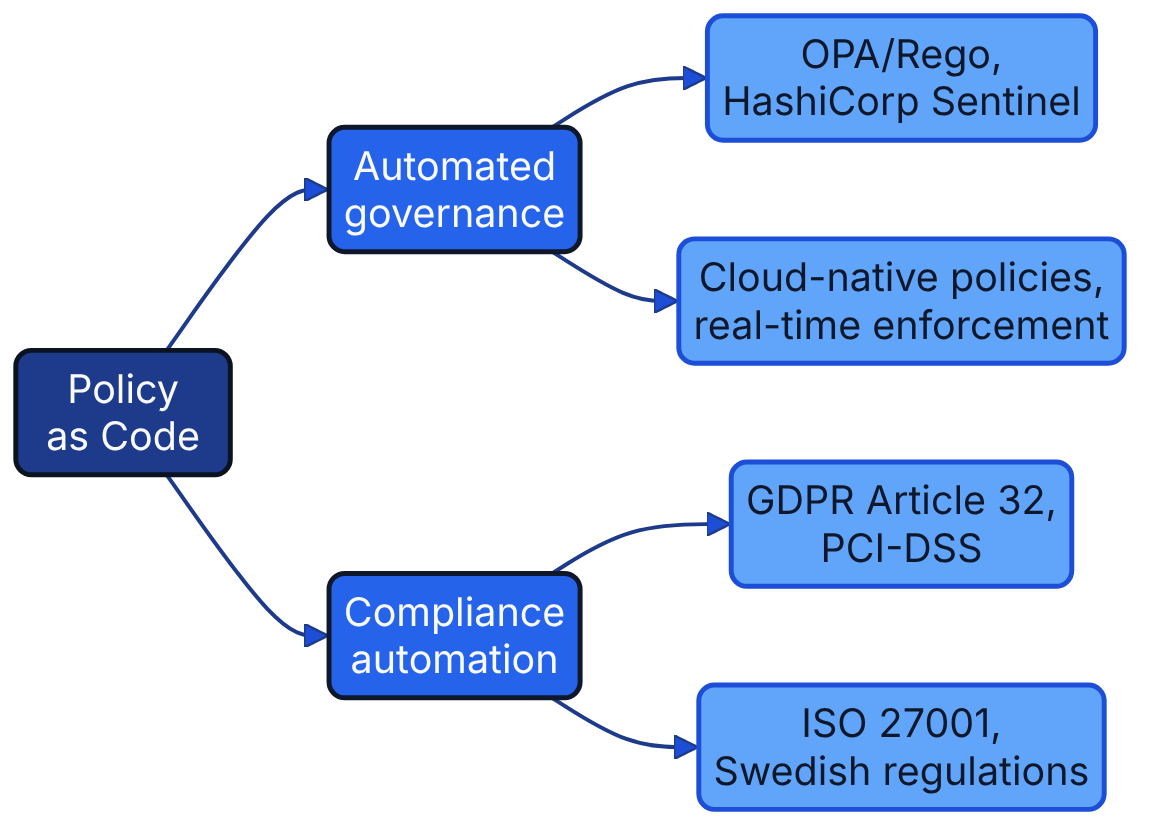 Policy
as Code
Automated
governance
OPA/Rego,
HashiCorp Sentinel
Cloud-native policies,
real-time enforcement
Compliance
automation
GDPR Article 32,
PCI-DSS
ISO 27001,
Swedish regulations